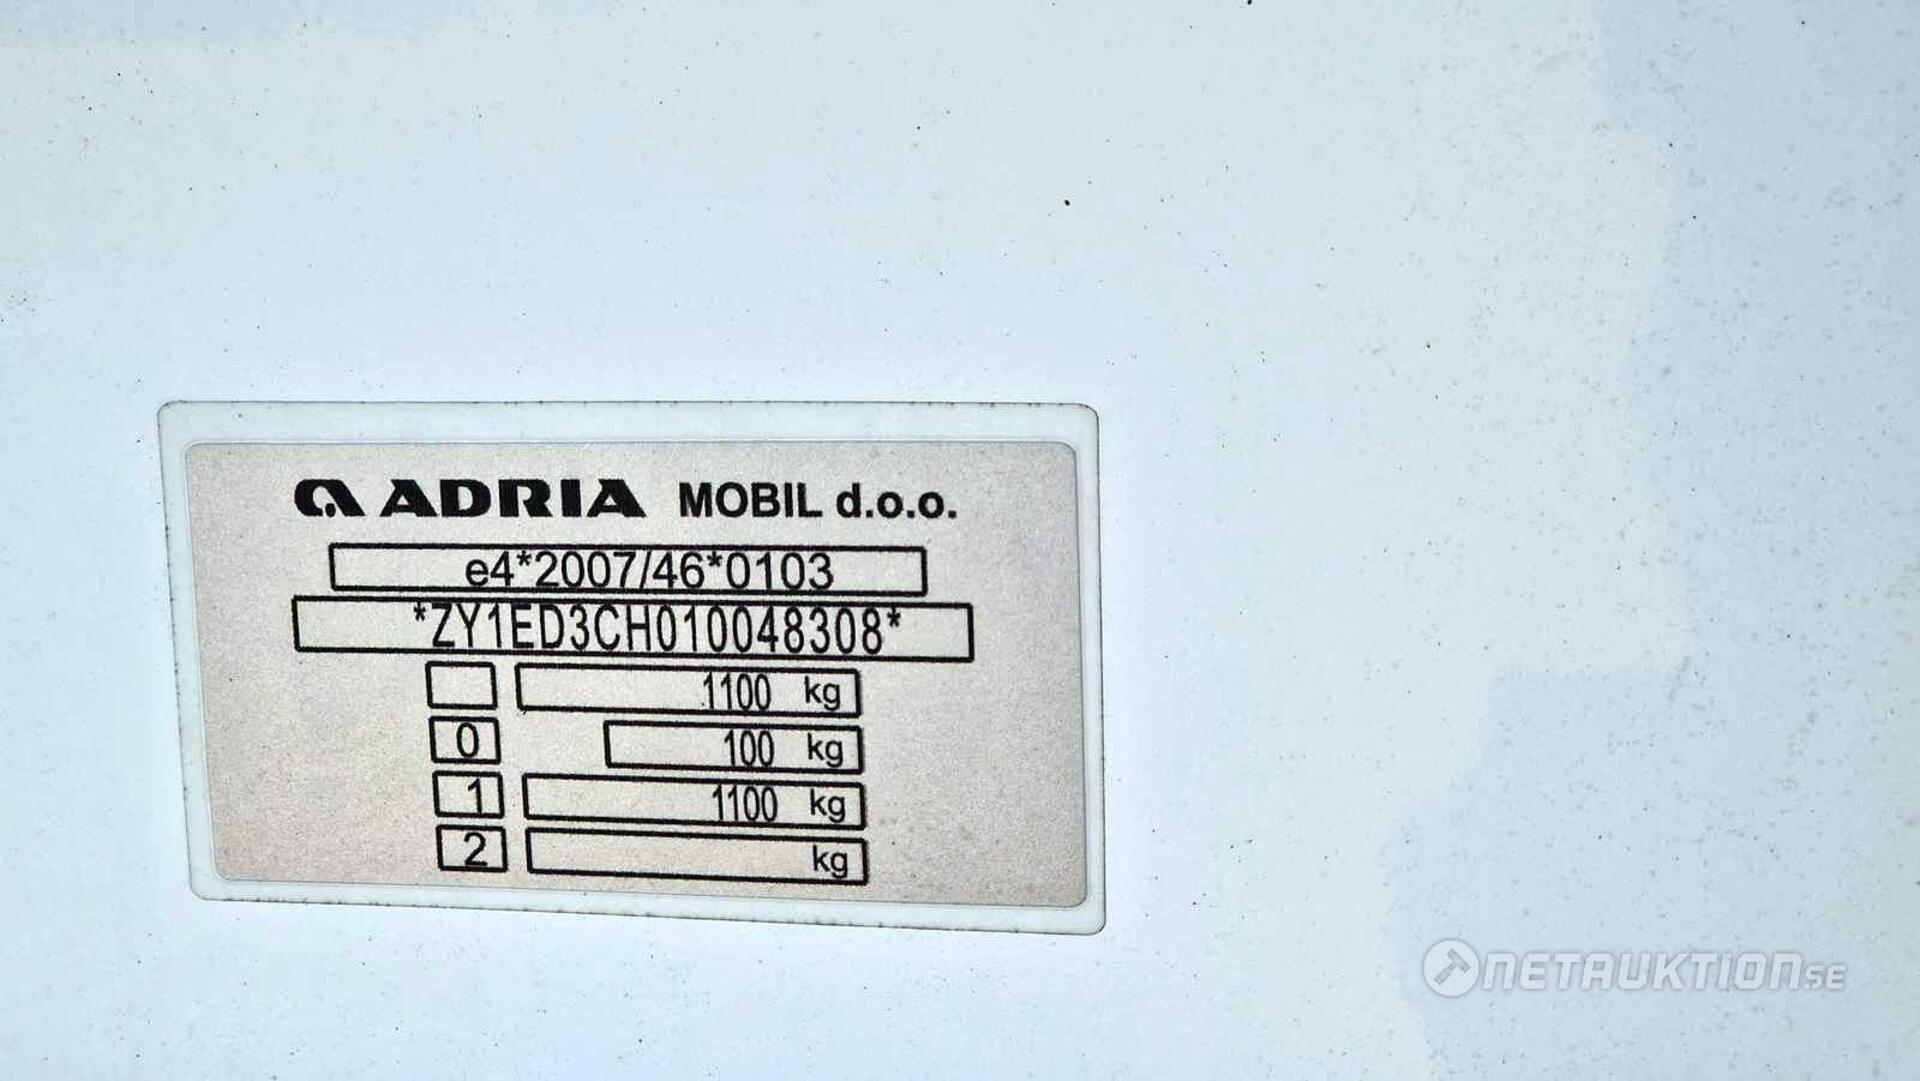 ADRIA MOBIL d.o.o.
e4*2007/46*0103
*ZY1ED3CH010048308*
1100 kg
0 100 kg
1 1100 kg
2 kg
NETAUKTION.SE